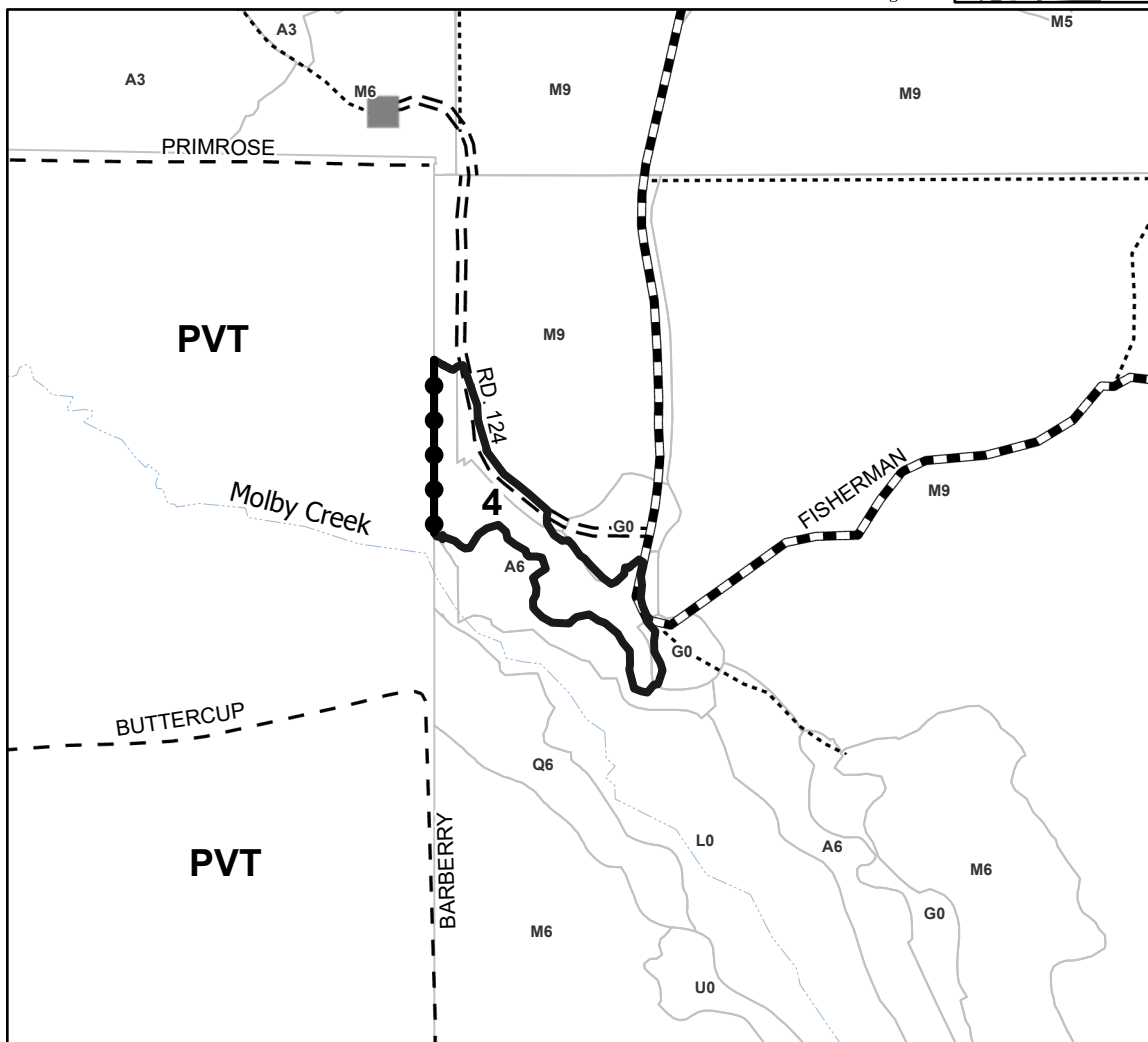 M5
A3
A3
M6
M9
M9
PRIMROSE
PVT
M9
RD. 124
Molby Creek
4
G0
FISHERMAN
M9
A6
G0
BUTTERCUP
Q6
PVT
BARBERRY
L0
A6
M6
G0
M6
U0